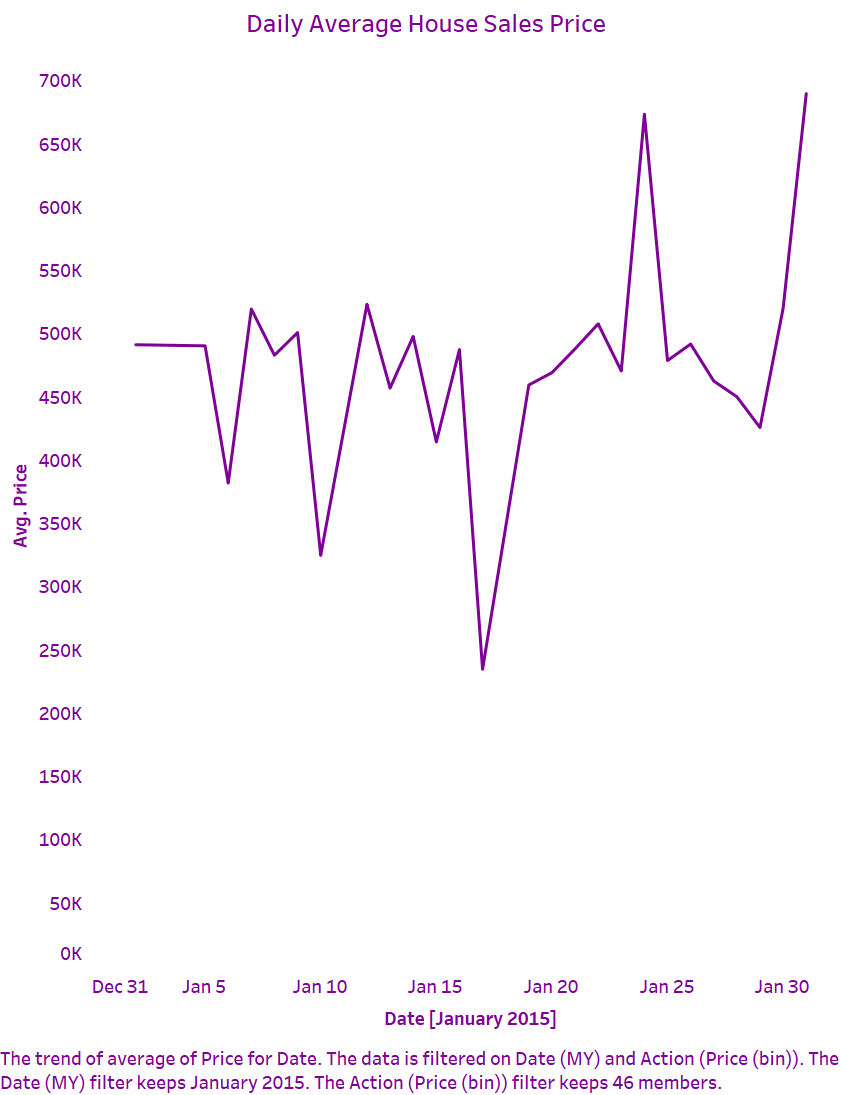 Daily Average House Sales Price
700K
650K
600K
550K
500K
450K
400K
350K
300K
250K
200K
150K
100K
50K
0K
Avg. Price
Dec 31 Jan 5 Jan 10 Jan 15 Jan 20 Jan 25 Jan 30
Date [January 2015]
The trend of average of Price for Date. The data is filtered on Date (MY) and Action (Price (bin)). The
Date (MY) filter keeps January 2015. The Action (Price (bin)) filter keeps 46 members.